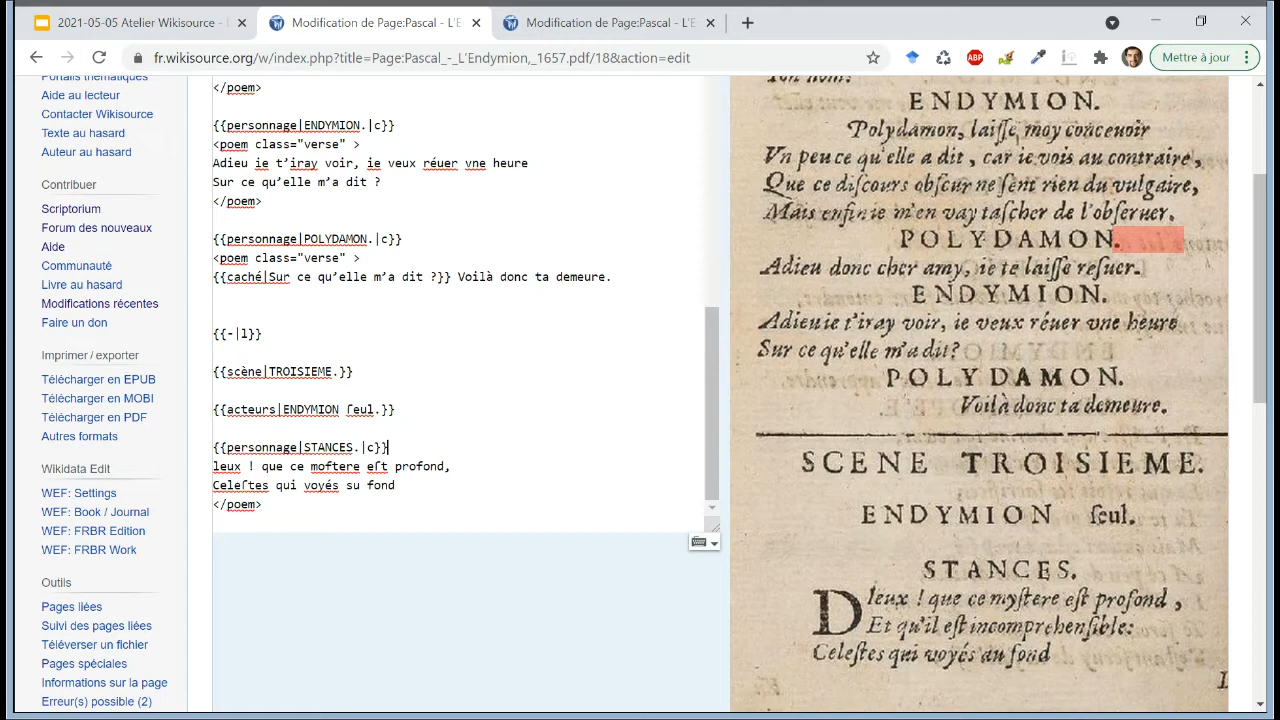 2021-05-05 Atelier Wikisource - L
Modification de Page:Pascal - L’E
Modification de Page:Pascal - L’E
fr.wikisource.org/w/index.php?title=Page:Pascal_-_L’Endymion,_1657.pdf/18&action=edit
Mettre à jour
Portails thématiques
Aide au lecteur
Contacter Wikisource
Texte au hasard
Auteur au hasard
Contribuer
Scriptorium
Forum des nouveaux
Aide
Communauté
Livre au hasard
Modifications récentes
Faire un don
Imprimer / exporter
Télécharger en EPUB
Télécharger en MOBI
Télécharger en PDF
Autres formats
Wikidata Edit
WEF: Settings
WEF: Book / Journal
WEF: FRBR Edition
WEF: FRBR Work
Outils
Pages liées
Suivi des pages liées
Téléverser un fichier
Pages spéciales
Informations sur la page
Erreur(s) possible (2)
</poem>
{{personnage|ENDYMION.|c}}
<poem class="verse" >
Adieu ie t’iray voir, ie veux réuer vne heure
Sur ce qu’elle m’a dit ?
</poem>
{{personnage|POLYDAMON.|c}}
<poem class="verse" >
{{caché|Sur ce qu’elle m’a dit ?}} Voilà donc ta demeure.
{{-|l}}
{{scène|TROISIEME.}}
{{acteurs|ENDYMION ſeul.}}
{{personnage|STANCES.|c}}
leux ! que ce moftere eſt profond,
Celeſtes qui voyés su fond
</poem>
ENDYMION.
Polydamon, laiſſe moy conceuoir
Vn peu ce qu’elle a dit, car ie vois au contraire,
Que ce diſcours obſcur ne ſent rien du vulgaire,
Mais enfin ie m’en vay taſcher de l’obſeruer.
POLYDAMON.
Adieu donc cher amy, ie te laiſſe reſuer.
ENDYMION.
Adieu ie t’iray voir, ie veux réuer vne heure
Sur ce qu’elle m’a dit?
POLYDAMON.
Voilà donc ta demeure.
SCENE TROISIEME.
ENDYMION ſeul.
STANCES.
DIeux ! que ce myſtere eſt profond,
Et qu’il eſt incomprehenſible:
Celeſtes qui voyés au fond